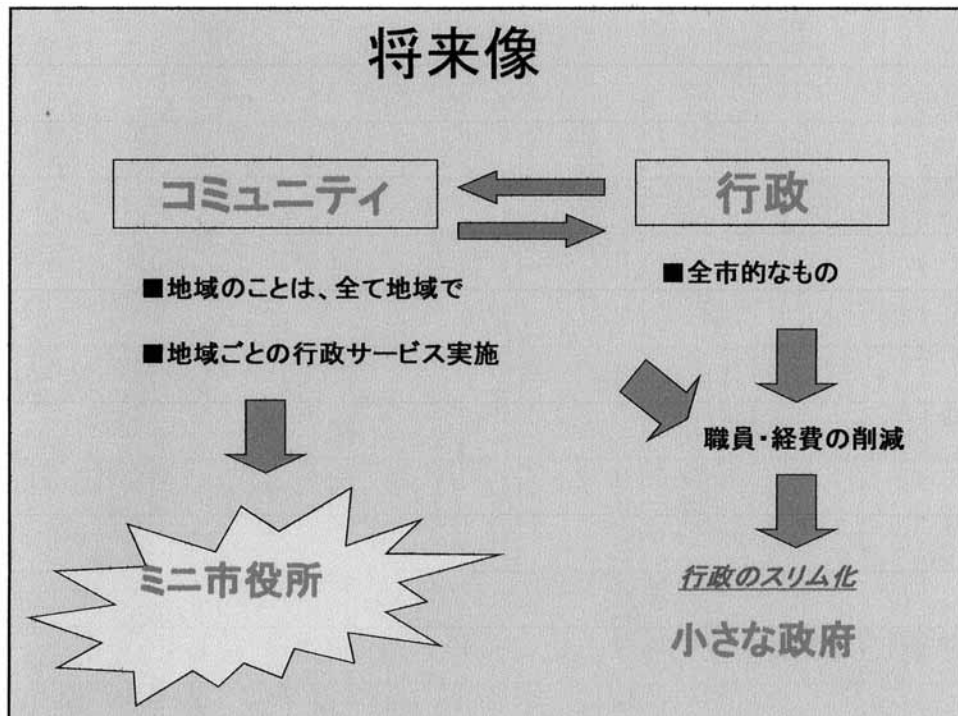 将来像
コミュニティ
行政
■地域のことは、全て地域で
■地域ごとの行政サービス実施
■全市的なもの
職員・経費の削減
ミニ市役所
行政のスリム化
小さな政府